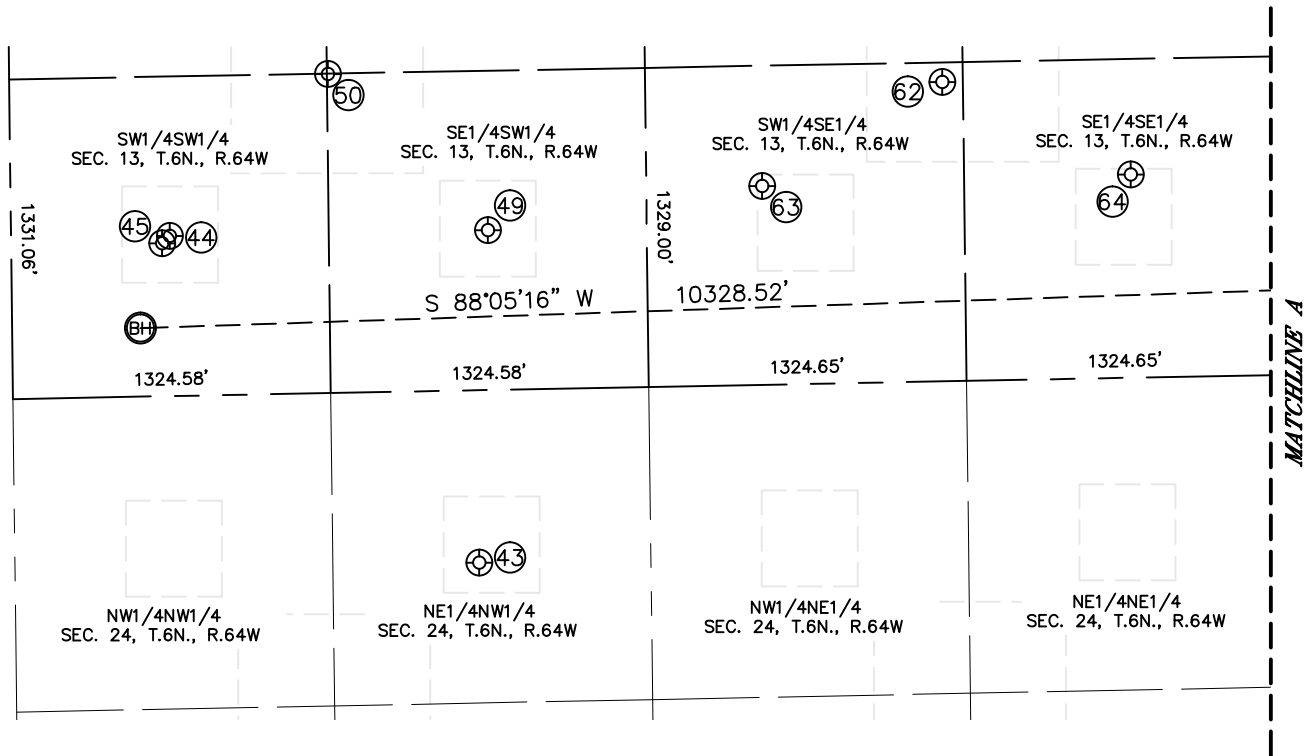 50
62
SW1/4SW1/4
SEC. 13, T.6N., R.64W
SE1/4SW1/4
SEC. 13, T.6N., R.64W
SW1/4SE1/4
SEC. 13, T.6N., R.64W
SE1/4SE1/4
SEC. 13, T.6N., R.64W
1331.06'
45
44
49
1329.00'
63
64
S 88°05'16" W
10328.52'
BH
1324.58'
1324.58'
1324.65'
1324.65'
MATCHLINE A
43
NW1/4NW1/4
SEC. 24, T.6N., R.64W
NE1/4NW1/4
SEC. 24, T.6N., R.64W
NW1/4NE1/4
SEC. 24, T.6N., R.64W
NE1/4NE1/4
SEC. 24, T.6N., R.64W